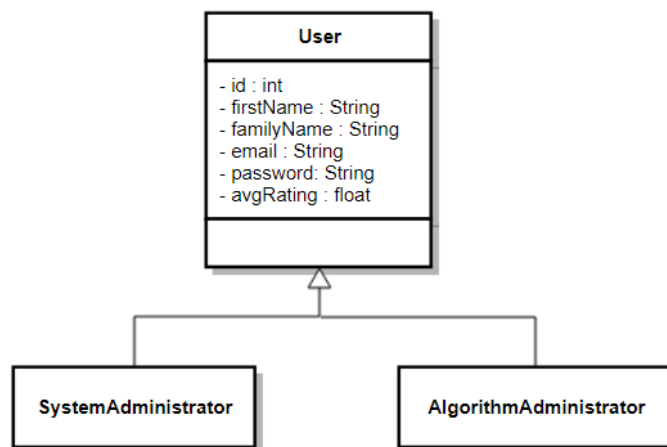 User
- id : int
- firstName : String
- familyName : String
- email : String
- password: String
- avgRating : float
SystemAdministrator
AlgorithmAdministrator